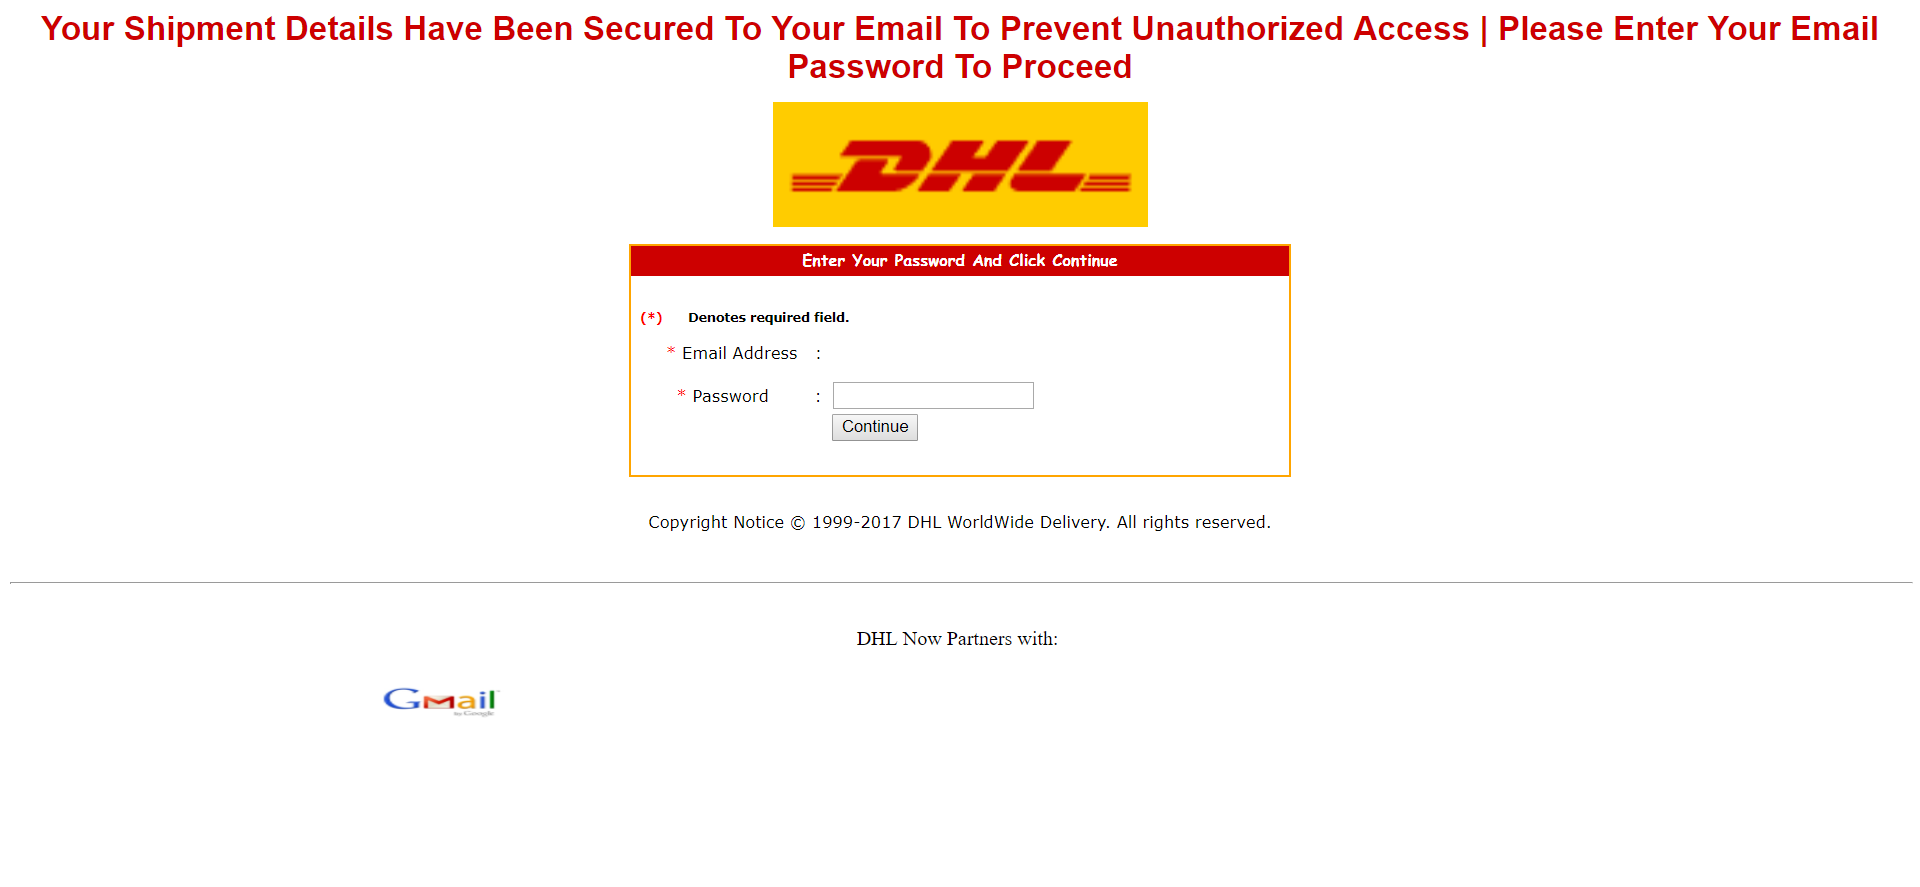 Your Shipment Details Have Been Secured To Your Email To Prevent Unauthorized Access | Please Enter Your Email
Password To Proceed
DHL
Enter Your Password And Click Continue
(*) Denotes required field.
* Email Address :
* Password :
Continue
Copyright Notice © 1999-2017 DHL WorldWide Delivery. All rights reserved.
DHL Now Partners with:
Gmail
by Google